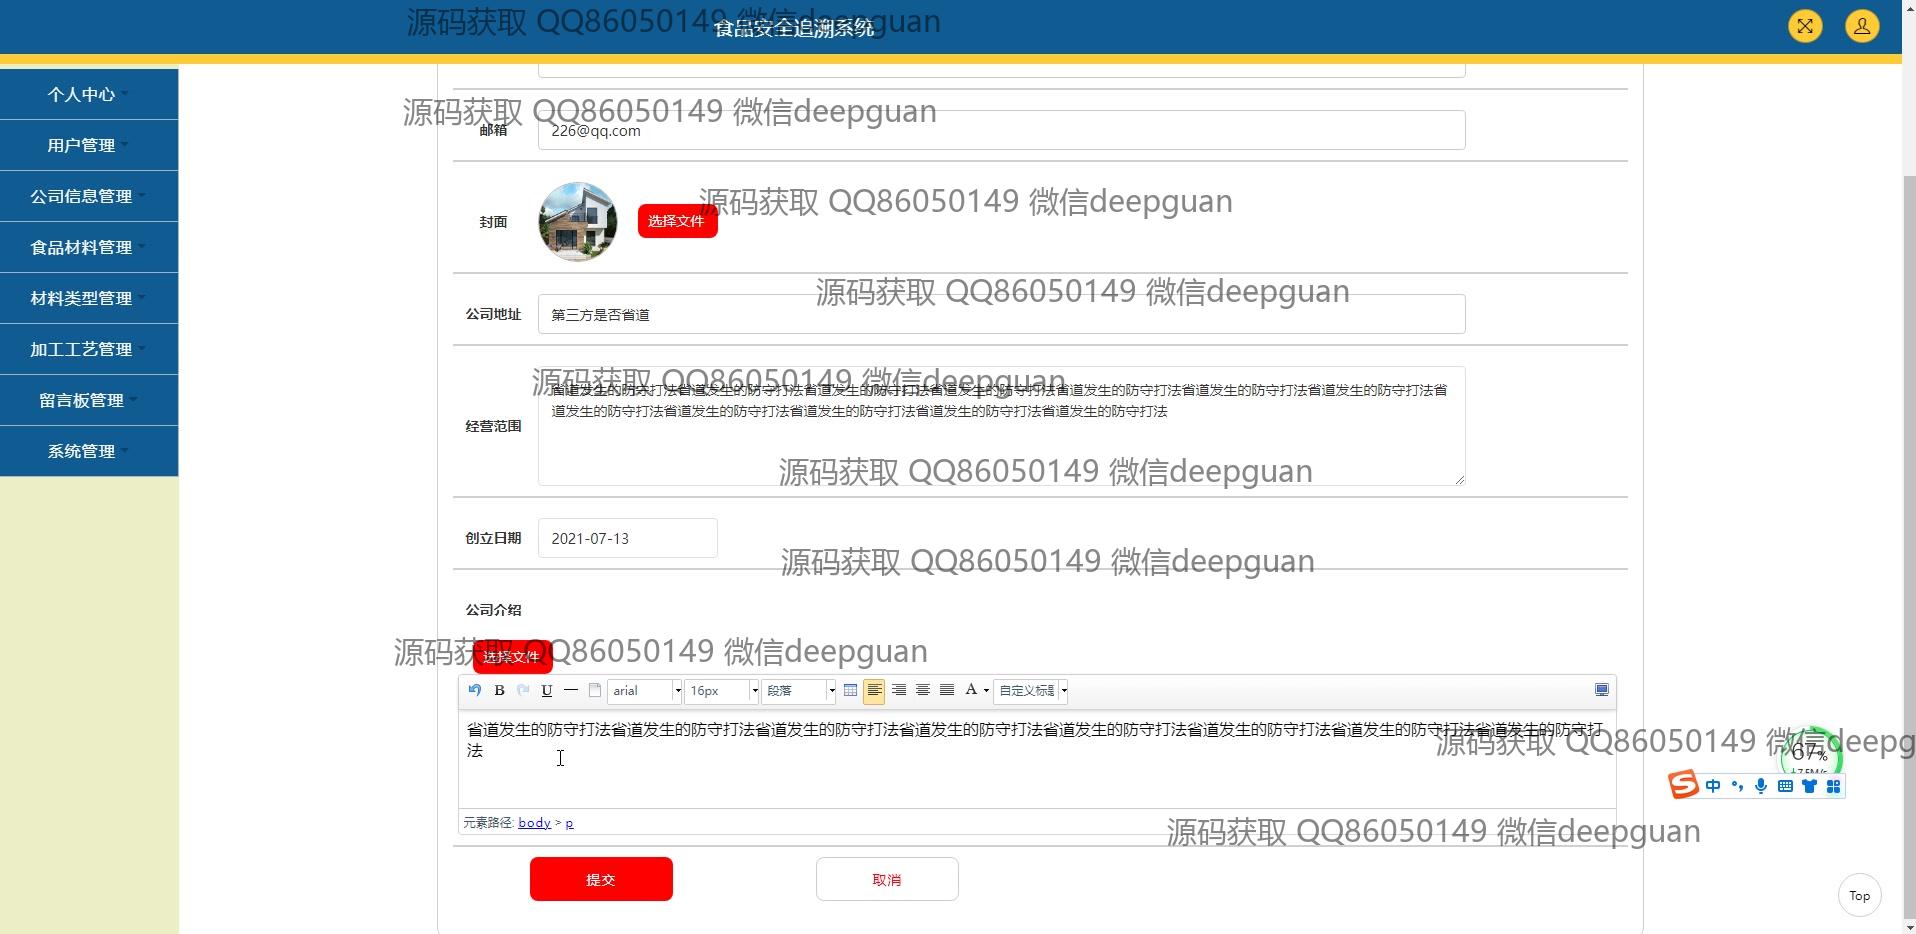 源码获取 QQ86050149 微信deepguan
食品安全追溯系统
个人中心
用户管理
公司信息管理
食品材料管理
材料类型管理
加工工艺管理
留言板管理
系统管理
源码获取 QQ86050149 微信deepguan
邮箱
226@qq.com
源码获取 QQ86050149 微信deepguan
封面
选择文件
源码获取 QQ86050149 微信deepguan
公司地址
第三方是否省道
源码获取 QQ86050149 微信deepguan
经营范围
省道发生的防守打法省道发生的防守打法省道发生的防守打法省道发生的防守打法省道发生的防守打法省道发生的防守打法省道发生的防守打法省
道发生的防守打法省道发生的防守打法省道发生的防守打法省道发生的防守打法省道发生的防守打法
源码获取 QQ86050149 微信deepguan
创立日期
2021-07-13
源码获取 QQ86050149 微信deepguan
公司介绍
源码获取 QQ86050149 微信deepguan
选择文件
B U arial 16px 段落 A 自定义标题
省道发生的防守打法省道发生的防守打法省道发生的防守打法省道发生的防守打法省道发生的防守打法省道发生的防守打法省道发生的防守打法省道发生的防守打
法
源码获取 QQ86050149 微信deepg
67%
中
元素路径: body > p
源码获取 QQ86050149 微信deepguan
提交
取消
Top